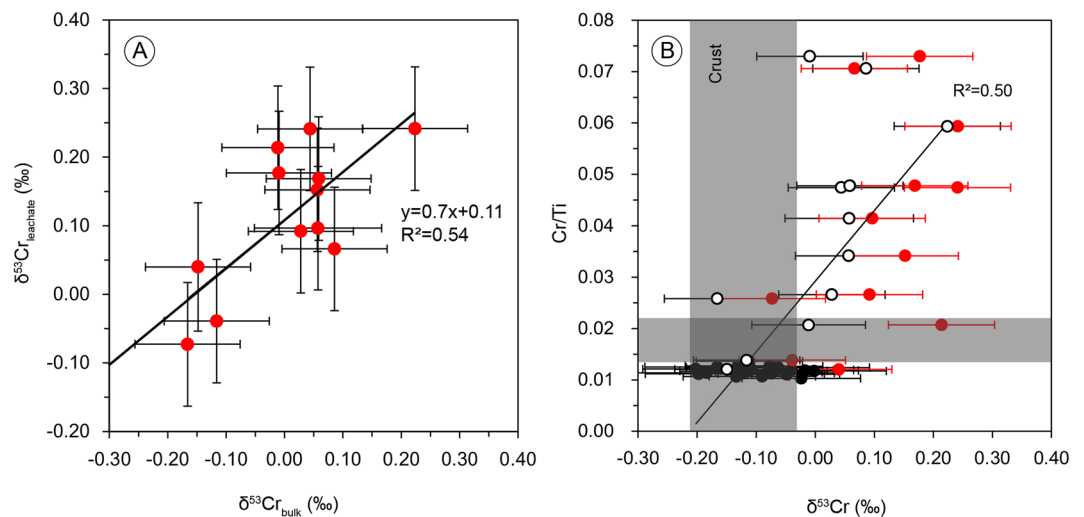 A
0.40
0.30
0.20
0.10
0.00
-0.10
-0.20
-0.30 -0.20 -0.10 0.00 0.10 0.20 0.30 0.40
δ⁵³Cr_leachate (‰)
δ⁵³Cr_bulk (‰)
y=0.7x+0.11
R²=0.54
B
0.08
0.07
0.06
0.05
0.04
0.03
0.02
0.01
0.00
-0.30 -0.20 -0.10 0.00 0.10 0.20 0.30 0.40
Cr/Ti
δ⁵³Cr (‰)
Crust
R²=0.50